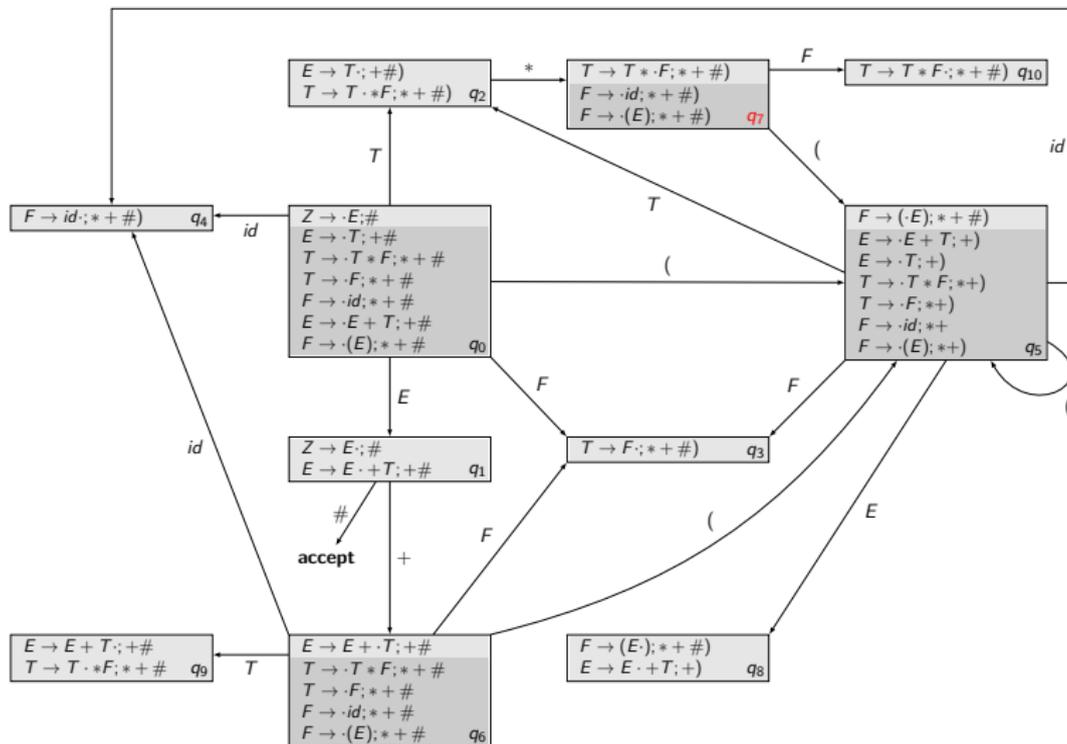 E → T·; +#)
T → T · *F; * + #) q2
*
T → T * ·F; * + #)
F → ·id; * + #)
F → ·(E); * + #) q7
F
T → T * F·; * + #) q10
id
T
(
T
F → id·; * + #) q4
id
Z → ·E; #
E → ·T; +#
T → ·T * F; * + #
T → ·F; * + #
F → ·id; * + #
E → ·E + T; +#
F → ·(E); * + # q0
(
F → (·E); * + #)
E → ·E + T; +)
E → ·T; +)
T → ·T * F; *+)
T → ·F; *+)
F → ·id; *+
F → ·(E); *+) q5
(
E
F
F
id
Z → E·; #
E → E · +T; +# q1
T → F·; * + #) q3
#
accept
+
F
(
E
E → E + T·; +#
T → T · *F; * + # q9
T
E → E + ·T; +#
T → ·T * F; * + #
T → ·F; * + #
F → ·id; * + #
F → ·(E); * + # q6
F → (E·); * + #)
E → E · +T; +) q8